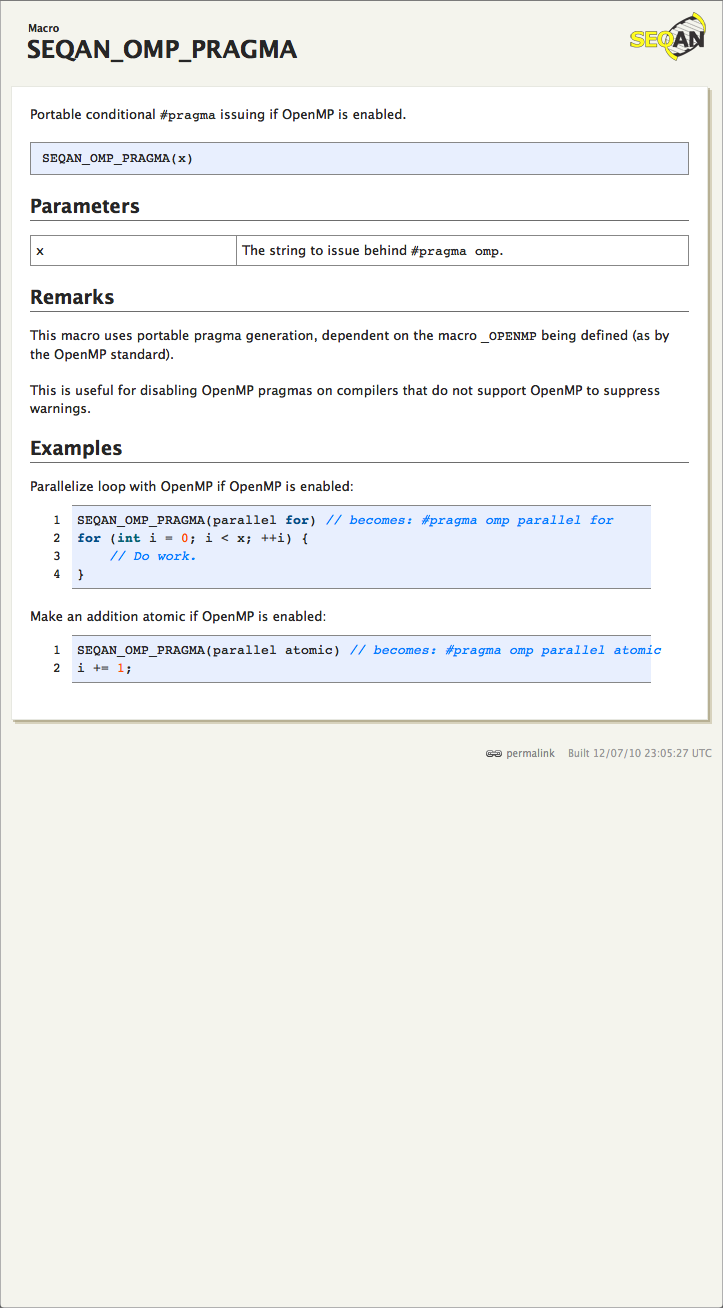 Macro
SEQAN_OMP_PRAGMA
SEQAN
Portable conditional #pragma issuing if OpenMP is enabled.
SEQAN_OMP_PRAGMA(x)
Parameters
x The string to issue behind #pragma omp.
Remarks
This macro uses portable pragma generation, dependent on the macro _OPENMP being defined (as by
the OpenMP standard).
This is useful for disabling OpenMP pragmas on compilers that do not support OpenMP to suppress
warnings.
Examples
Parallelize loop with OpenMP if OpenMP is enabled:
1 SEQAN_OMP_PRAGMA(parallel for) // becomes: #pragma omp parallel for
2 for (int i = 0; i < x; ++i) {
3     // Do work.
4 }
Make an addition atomic if OpenMP is enabled:
1 SEQAN_OMP_PRAGMA(parallel atomic) // becomes: #pragma omp parallel atomic
2 i += 1;
permalink Built 12/07/10 23:05:27 UTC